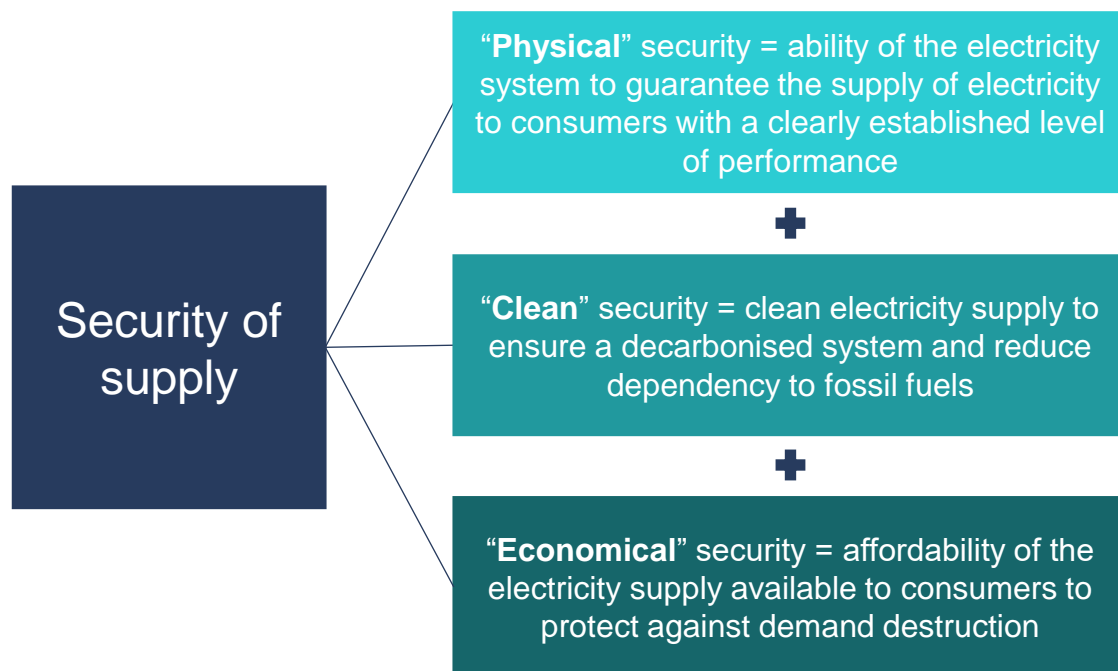 “Physical” security = ability of the electricity
system to guarantee the supply of electricity
to consumers with a clearly established level
of performance
Security of
supply
“Clean” security = clean electricity supply to
ensure a decarbonised system and reduce
dependency to fossil fuels
“Economical” security = affordability of the
electricity supply available to consumers to
protect against demand destruction